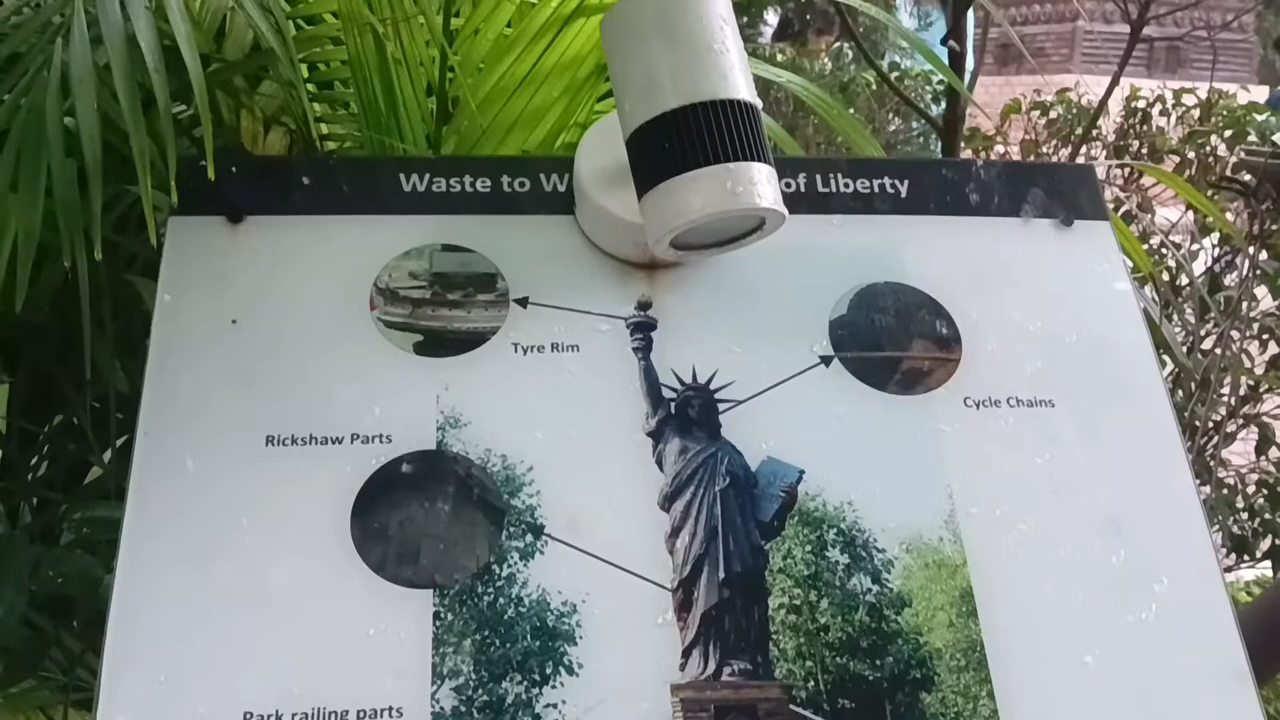 Waste to W of Liberty
Tyre Rim
Cycle Chains
Rickshaw Parts
Park railing parts